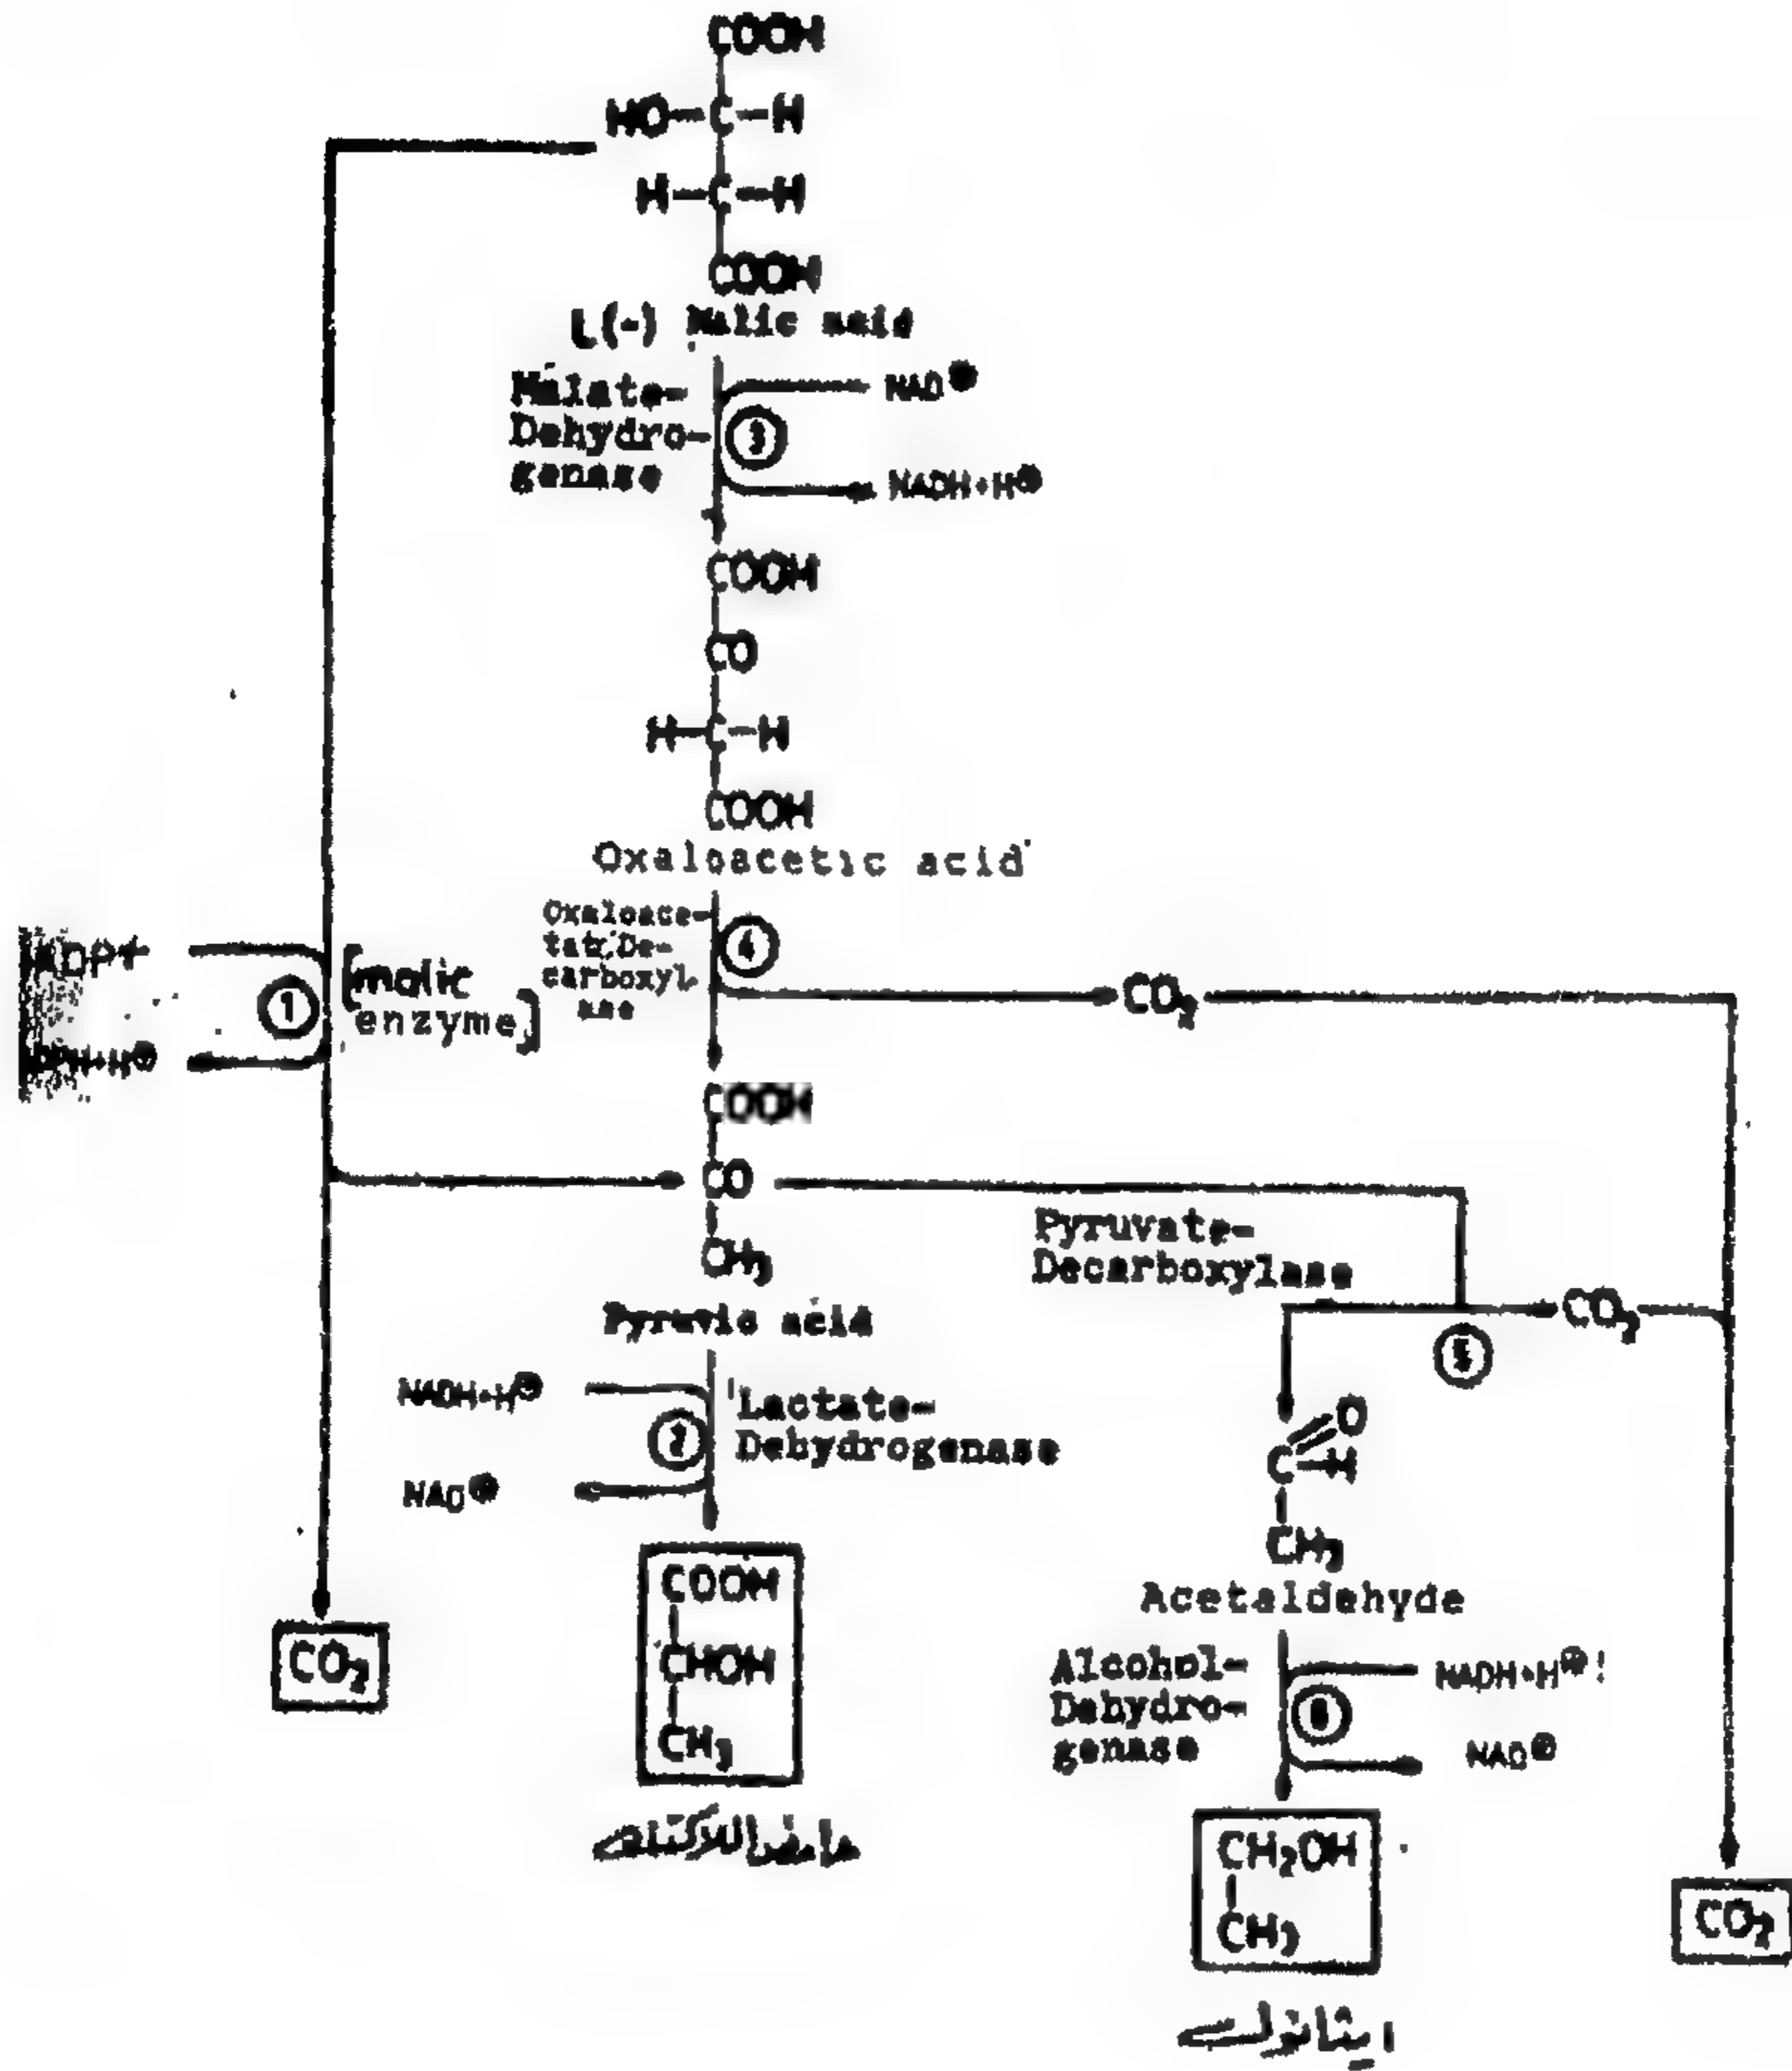 COOH
HO-C-H
H-C-H
COOH
L(-) Malic acid
Malate-
Dehydro-
genase
③
NAD⊕
NADH+H⊕
COOH
CO
H-C-H
COOH
Oxaloacetic acid
Oxaloace-
tat De-
carboxyl
ase
④
CO₂
ADP+
①
[malic
enzyme]
PH+H⊕
COOH
CO
CH₃
Pyruvic acid
Pyruvate-
Decarboxylase
⑤
CO₂
NADH+H⊕
NAD⊕
②
Lactate-
Dehydrogenase
C=O
-H
CH₃
Acetaldehyde
Alcohol-
Dehydro-
genase
⑥
NADH+H⊕
NAD⊕
CO₂
COOH
CHOH
CH₃
حامض اللاكتيك
CH₂OH
CH₃
ايثانول
CO₂